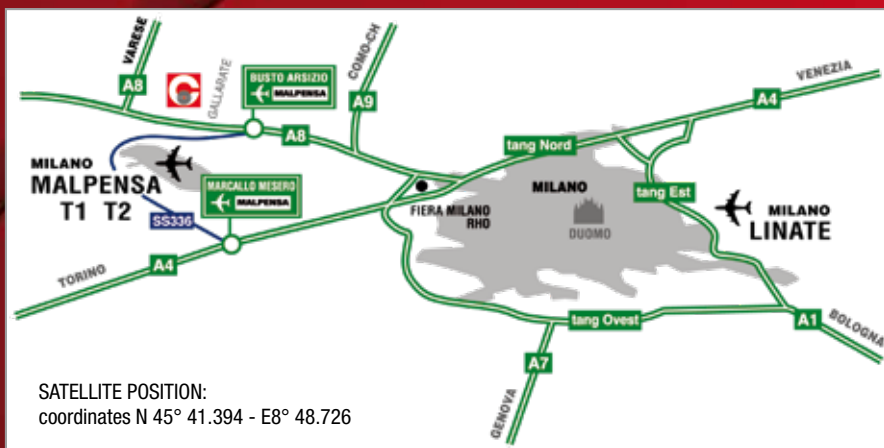 VARESE
A8
GALLARATE
BUSTO ARSIZIO
MALPENSA
COMO-CH
A9
VENEZIA
A4
A8
tang Nord
MILANO
MALPENSA
T1 T2
MARCALLO MESERO
MALPENSA
SS336
FIERA MILANO
RHO
MILANO
DUOMO
tang Est
MILANO
LINATE
TORINO
A4
tang Ovest
A1
BOLOGNA
A7
GENOVA
SATELLITE POSITION:
coordinates N 45° 41.394 - E8° 48.726